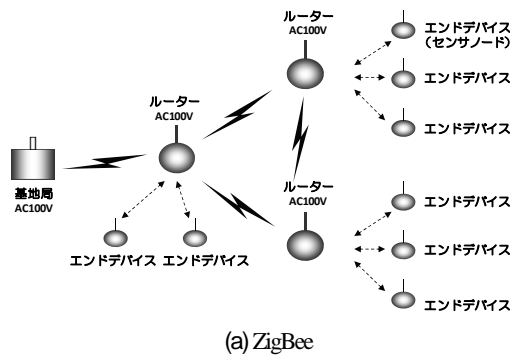 ルーター
AC100V
エンドデバイス
(センサノード)
エンドデバイス
エンドデバイス
ルーター
AC100V
基地局
AC100V
エンドデバイス
エンドデバイス
ルーター
AC100V
エンドデバイス
エンドデバイス
エンドデバイス
(a) ZigBee